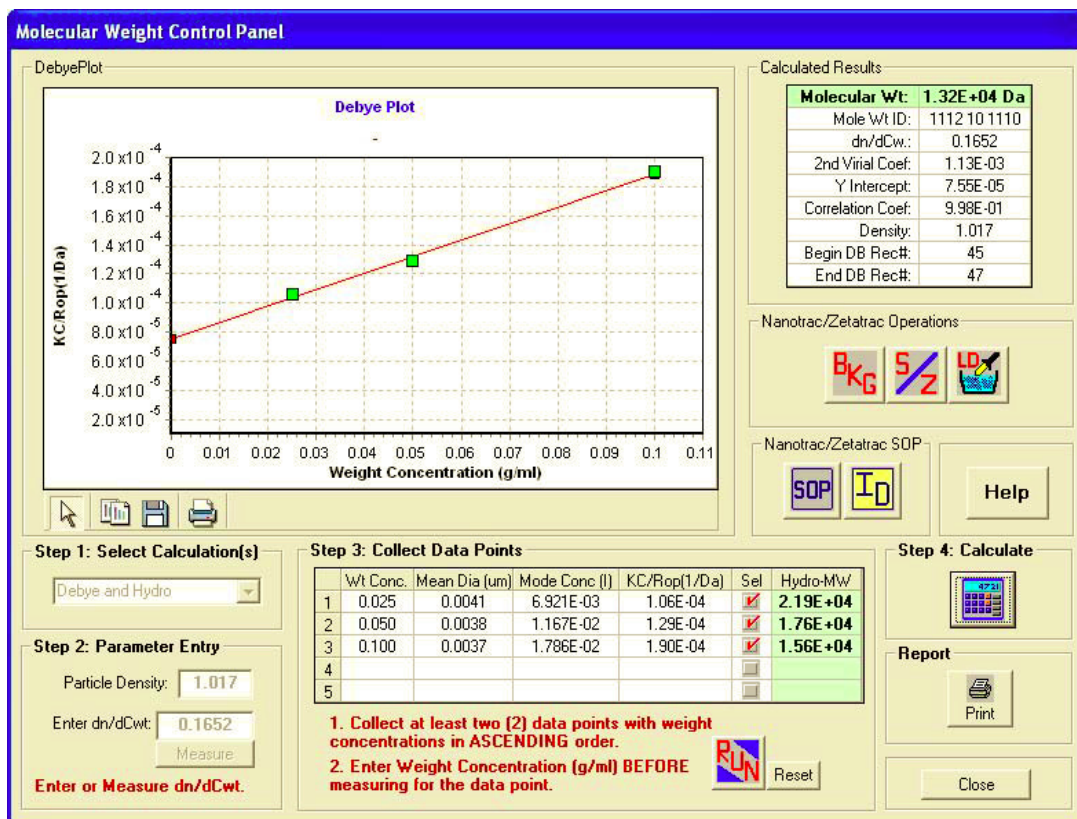 Molecular Weight Control Panel
DebyePlot
Debye Plot
-
2.0 x10 -4
1.8 x10 -4
1.6 x10 -4
1.4 x10 -4
1.2 x10 -4
1.0 x10 -4
8.0 x10 -5
6.0 x10 -5
4.0 x10 -5
2.0 x10 -5
KC/Rop(1/Da)
0 0.01 0.02 0.03 0.04 0.05 0.06 0.07 0.08 0.09 0.1 0.11
Weight Concentration (g/ml)
Calculated Results
Molecular Wt: 1.32E+04 Da
Mole Wt ID: 1112 10 1110
dn/dCw.: 0.1652
2nd Virial Coef: 1.13E-03
Y Intercept: 7.55E-05
Correlation Coef: 9.98E-01
Density: 1.017
Begin DB Rec#: 45
End DB Rec#: 47
Nanotrac/Zetatrac Operations
BKG S/Z LD
Nanotrac/Zetatrac SOP
SOP ID
Help
Step 1: Select Calculation(s)
Debye and Hydro
Step 2: Parameter Entry
Particle Density: 1.017
Enter dn/dCwt: 0.1652
Measure
Enter or Measure dn/dCwt.
Step 3: Collect Data Points
Wt Conc. Mean Dia (um) Mode Conc (l) KC/Rop(1/Da) Sel Hydro-MW
1 0.025 0.0041 6.921E-03 1.06E-04 2.19E+04
2 0.050 0.0038 1.167E-02 1.29E-04 1.76E+04
3 0.100 0.0037 1.786E-02 1.90E-04 1.56E+04
4
5
1. Collect at least two (2) data points with weight
concentrations in ASCENDING order.
2. Enter Weight Concentration (g/ml) BEFORE
measuring for the data point.
RUN
Reset
Step 4: Calculate
Report
Print
Close